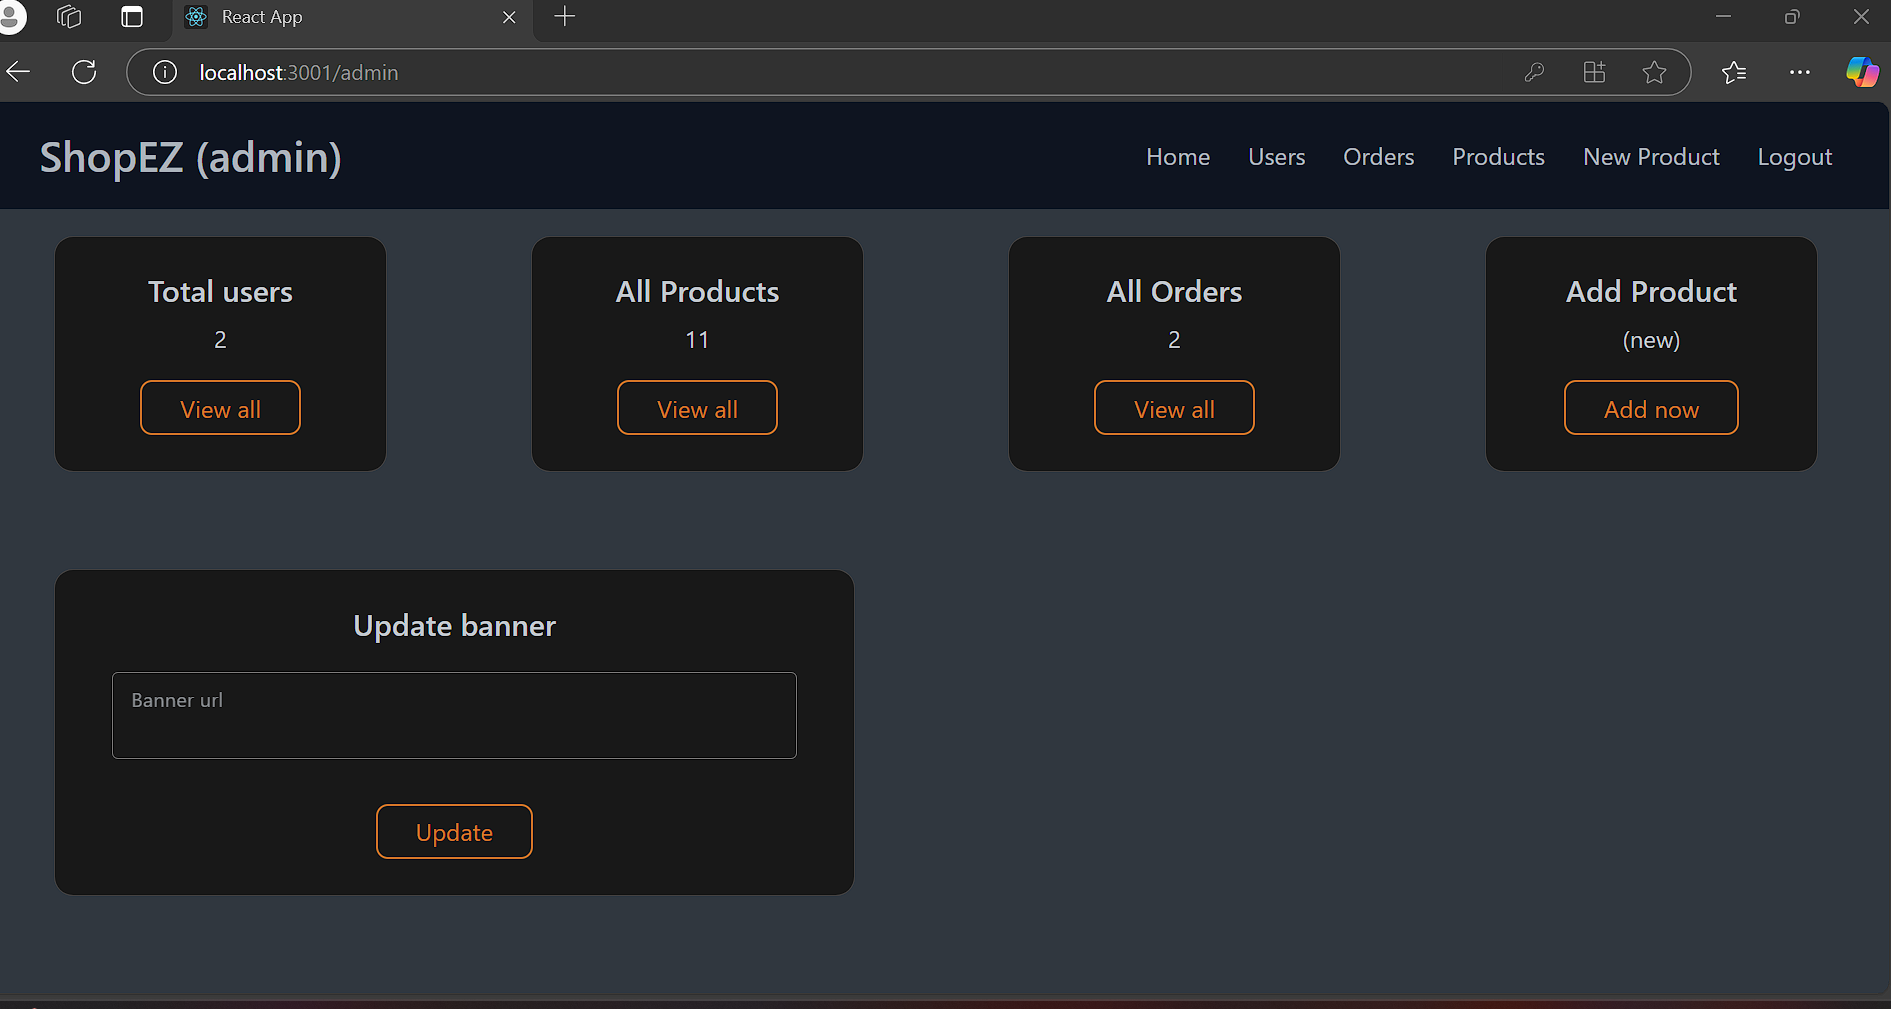 React App
localhost:3001/admin
ShopEZ (admin)
Home Users Orders Products New Product Logout
Total users
2
View all
All Products
11
View all
All Orders
2
View all
Add Product
(new)
Add now
Update banner
Banner url
Update